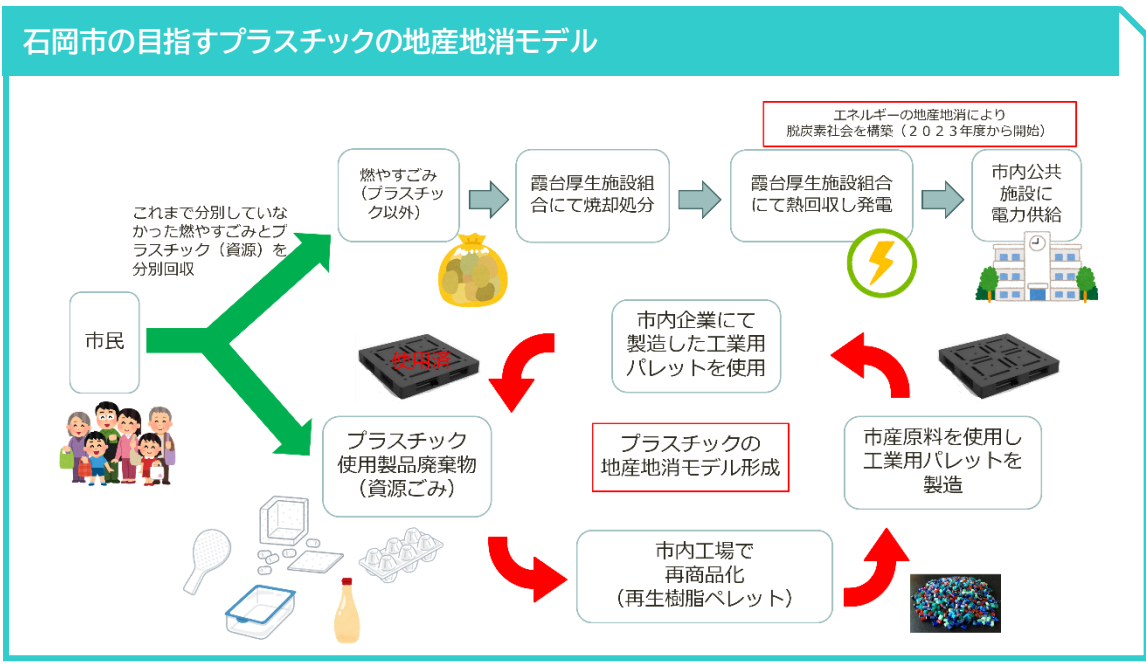 石岡市の目指すプラスチックの地産地消モデル
エネルギーの地産地消により
脱炭素社会を構築（２０２３年度から開始）
燃やすごみ
（プラスチッ
ク以外）
霞台厚生施設組
合にて焼却処分
霞台厚生施設組合
にて熱回収し発電
市内公共
施設に
電力供給
これまで分別していな
かった燃やすごみとプ
ラスチック（資源）を
分別回収
市民
市内企業にて
製造した工業用
パレットを使用
使用済
プラスチック
使用製品廃棄物
（資源ごみ）
プラスチックの
地産地消モデル形成
市産原料を使用し
工業用パレットを
製造
市内工場で
再商品化
（再生樹脂ペレット）